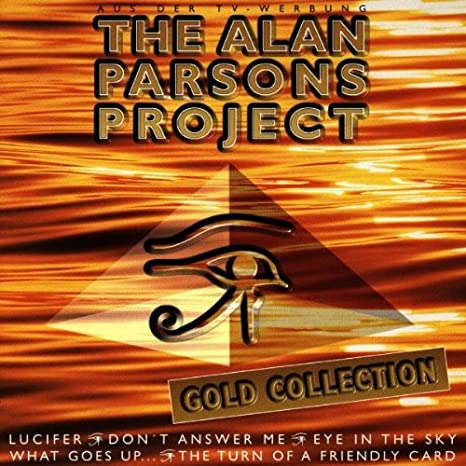 AUS DER TV-WERBUNG
THE ALAN
PARSONS
PROJECT
GOLD COLLECTION
LUCIFER DON´T ANSWER ME EYE IN THE SKY
WHAT GOES UP... THE TURN OF A FRIENDLY CARD